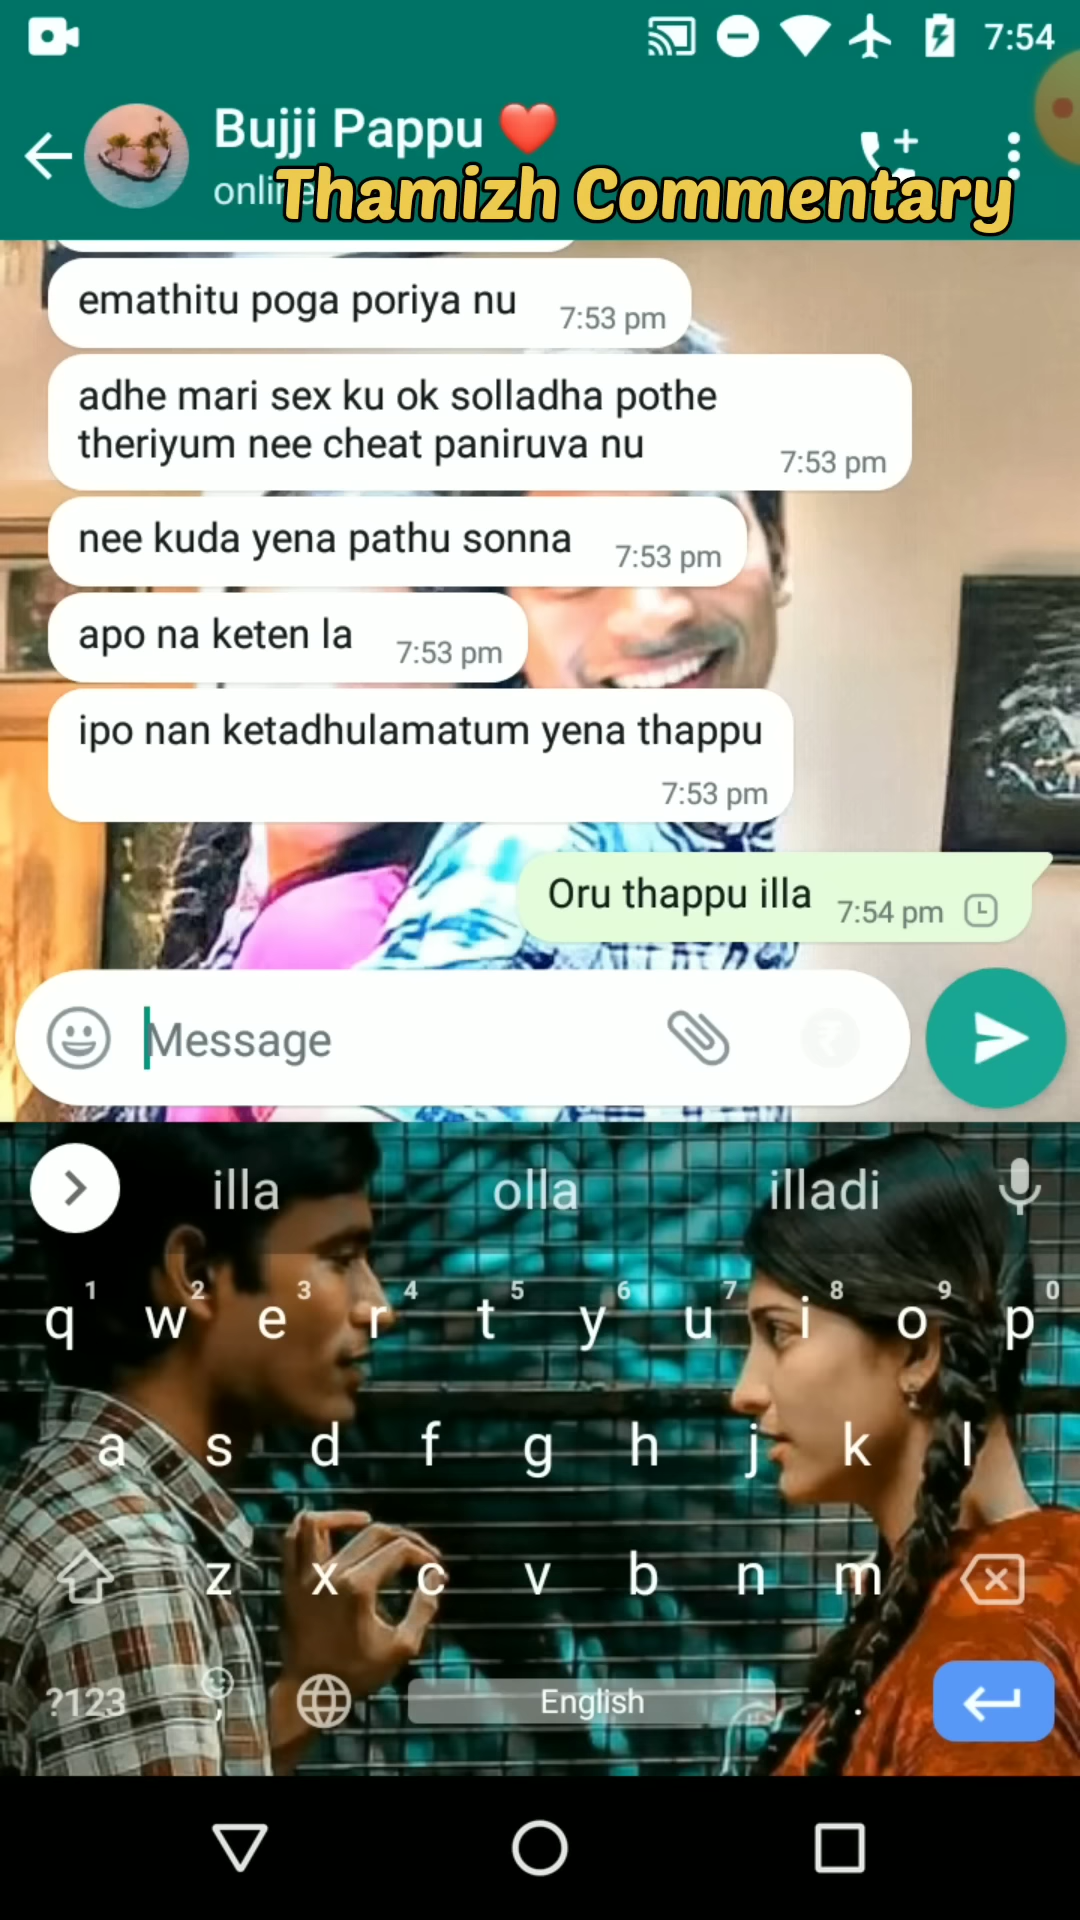 7:54
Bujji Pappu ❤️
online
Thamizh Commentary
emathitu poga poriya nu
7:53 pm
adhe mari sex ku ok solladha pothe
theriyum nee cheat paniruva nu
7:53 pm
nee kuda yena pathu sonna
7:53 pm
apo na keten la
7:53 pm
ipo nan ketadhulamatum yena thappu
7:53 pm
Oru thappu illa
7:54 pm
Message
₹
illa olla illadi
1 2 3 4 5 6 7 8 9 0
q w e r t y u i o p
a s d f g h j k l
z x c v b n m
?123 , English .